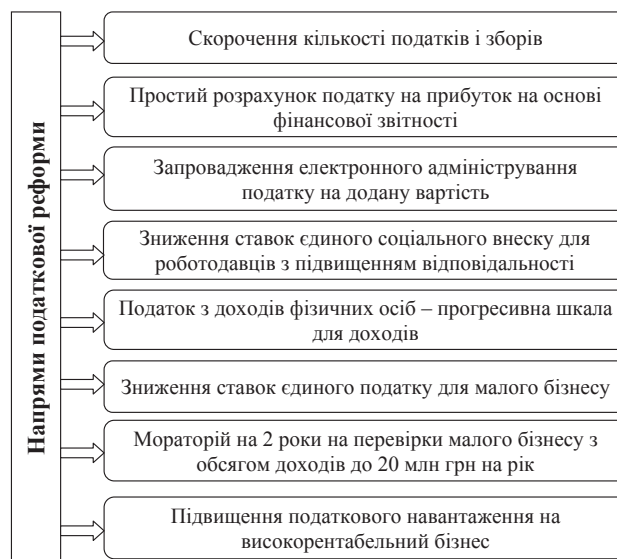 Напрями податкової реформи
Скорочення кількості податків і зборів
Простий розрахунок податку на прибуток на основі
фінансової звітності
Запровадження електронного адміністрування
податку на додану вартість
Зниження ставок єдиного соціального внеску для
роботодавців з підвищенням відповідальності
Податок з доходів фізичних осіб – прогресивна шкала
для доходів
Зниження ставок єдиного податку для малого бізнесу
Мораторій на 2 роки на перевірки малого бізнесу з
обсягом доходів до 20 млн грн на рік
Підвищення податкового навантаження на
високорентабельний бізнес